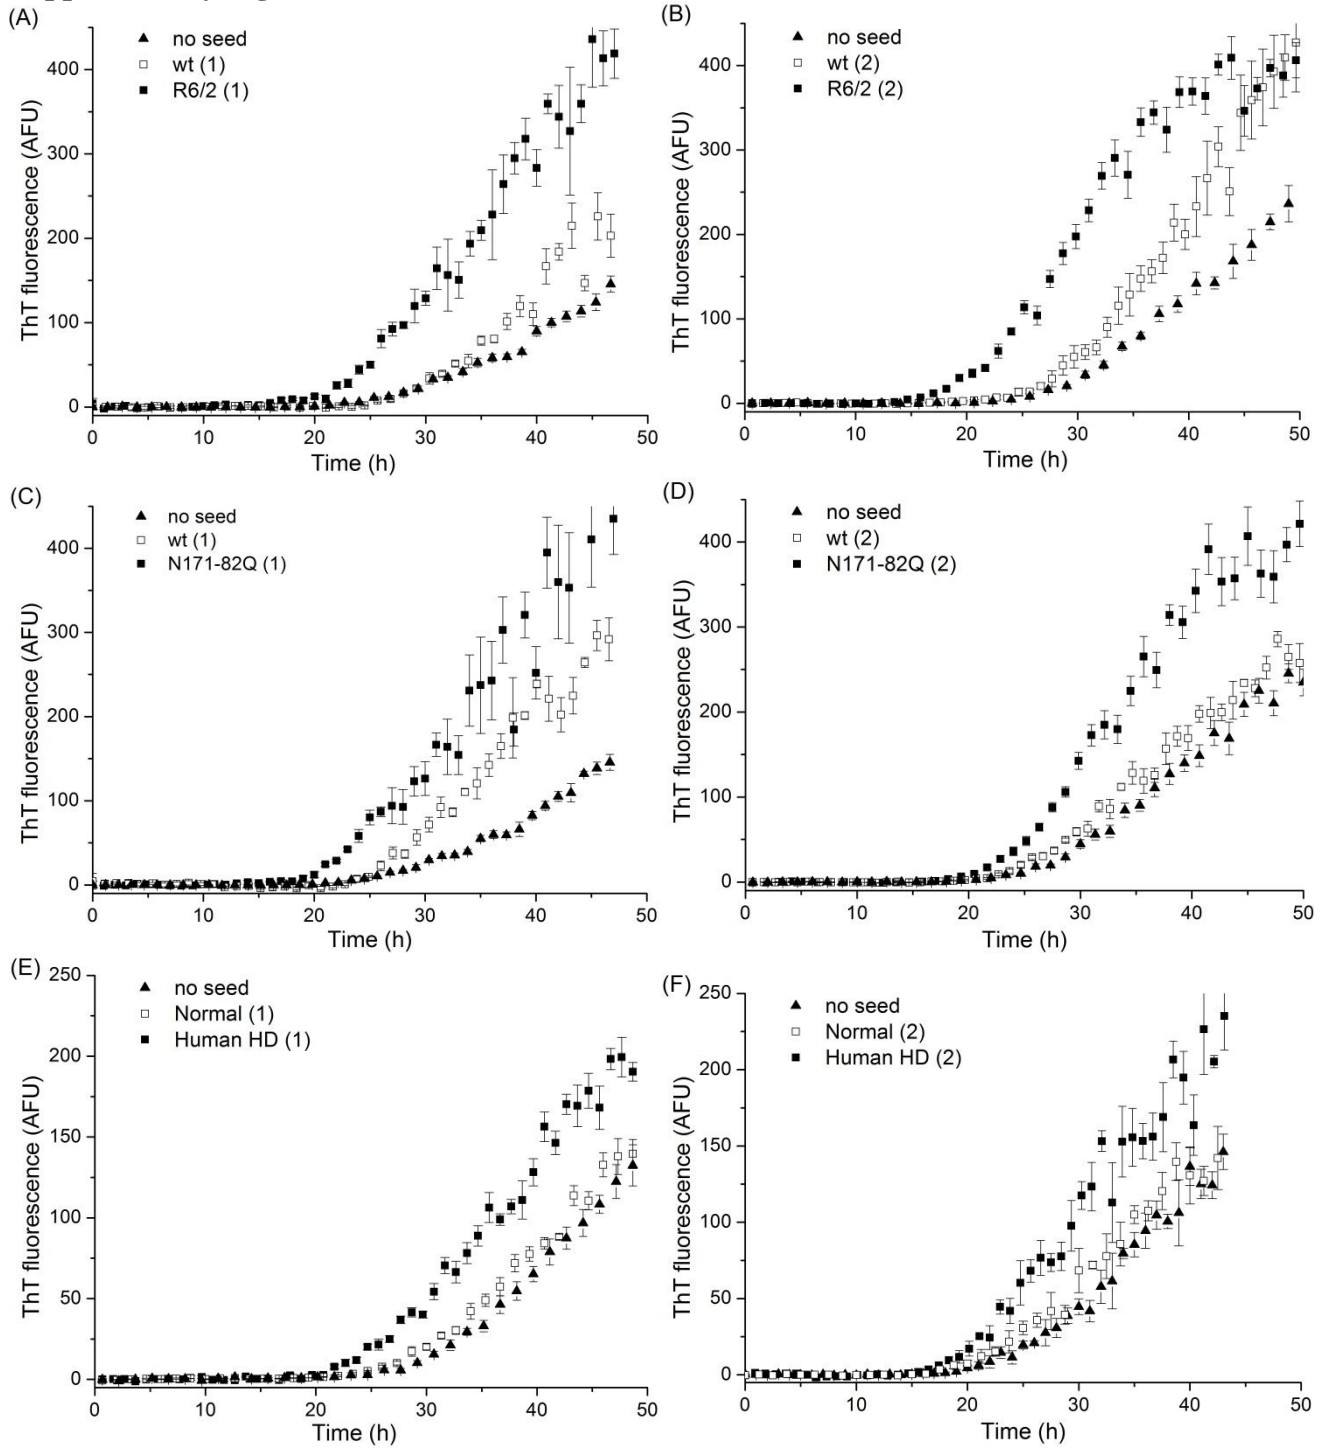 (A)
no seed
wt (1)
R6/2 (1)
ThT fluorescence (AFU)
400
300
200
100
0
0 10 20 30 40 50
Time (h)
(B)
no seed
wt (2)
R6/2 (2)
ThT fluorescence (AFU)
400
300
200
100
0
0 10 20 30 40 50
Time (h)
(C)
no seed
wt (1)
N171-82Q (1)
ThT fluorescence (AFU)
400
300
200
100
0
0 10 20 30 40 50
Time (h)
(D)
no seed
wt (2)
N171-82Q (2)
ThT fluorescence (AFU)
400
300
200
100
0
0 10 20 30 40 50
Time (h)
(E)
no seed
Normal (1)
Human HD (1)
ThT fluorescence (AFU)
250
200
150
100
50
0
0 10 20 30 40 50
Time (h)
(F)
no seed
Normal (2)
Human HD (2)
ThT fluorescence (AFU)
250
200
150
100
50
0
0 10 20 30 40 50
Time (h)